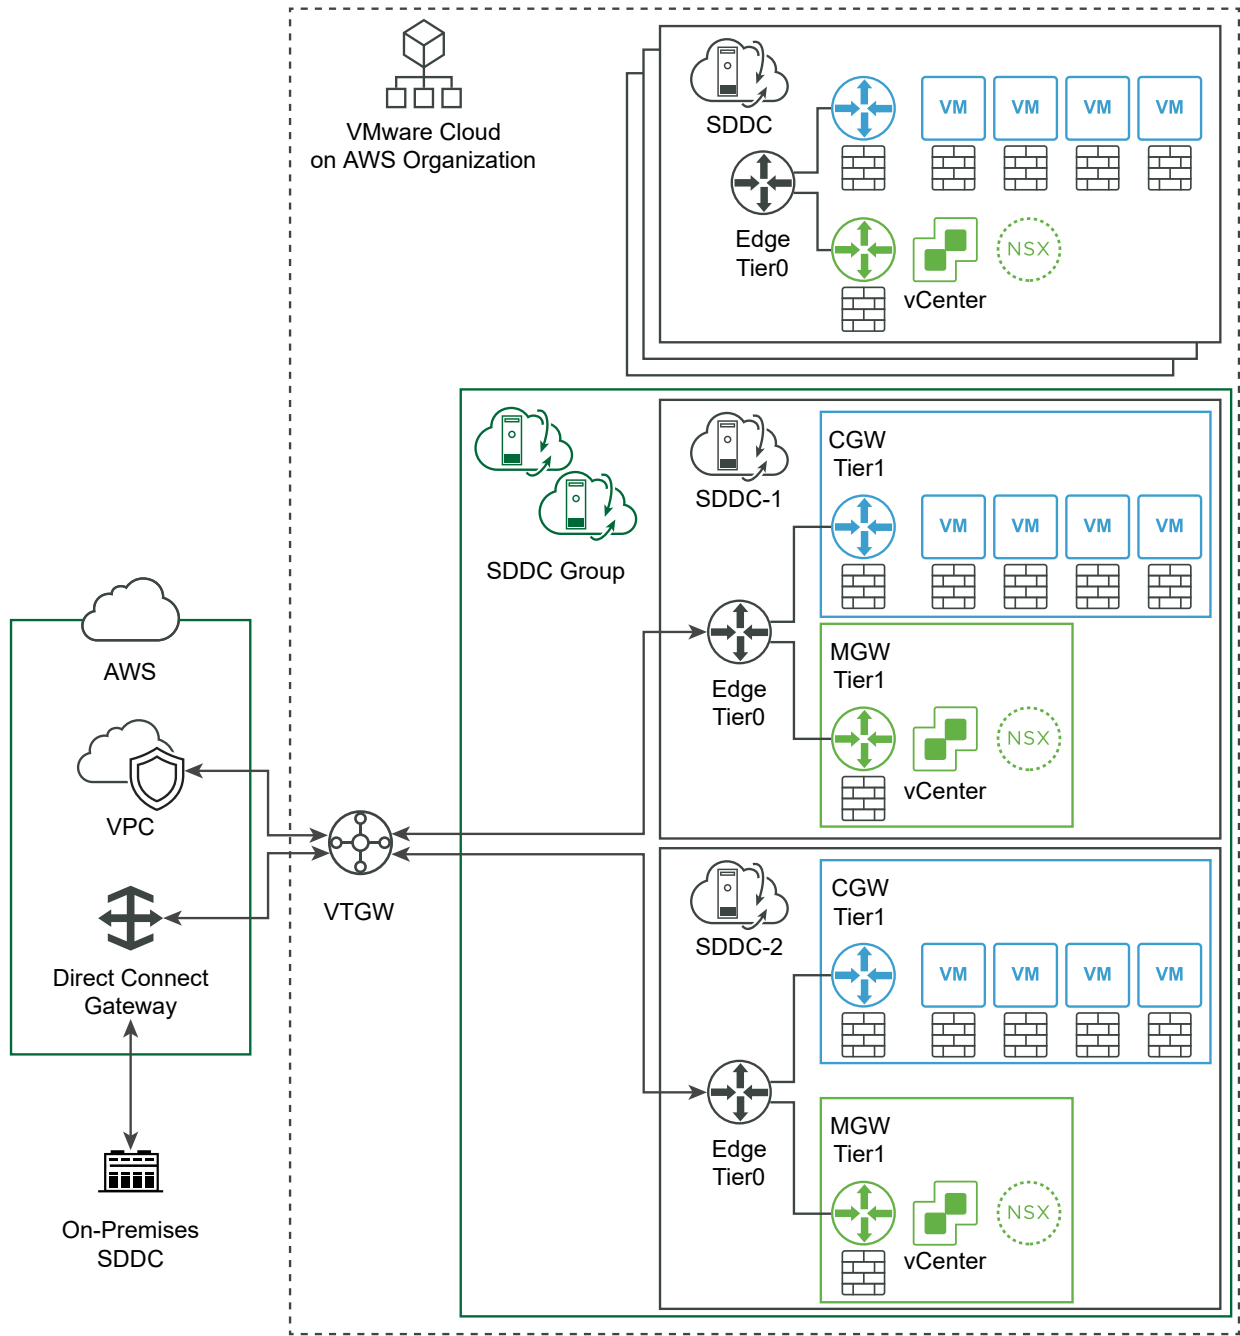 VMware Cloud
on AWS Organization
SDDC
VM VM VM VM
Edge
Tier0
NSX
vCenter
SDDC Group
SDDC-1
CGW
Tier1
VM VM VM VM
Edge
Tier0
MGW
Tier1
NSX
vCenter
AWS
VPC
VTGW
Direct Connect
Gateway
On-Premises
SDDC
SDDC-2
CGW
Tier1
VM VM VM VM
Edge
Tier0
MGW
Tier1
NSX
vCenter